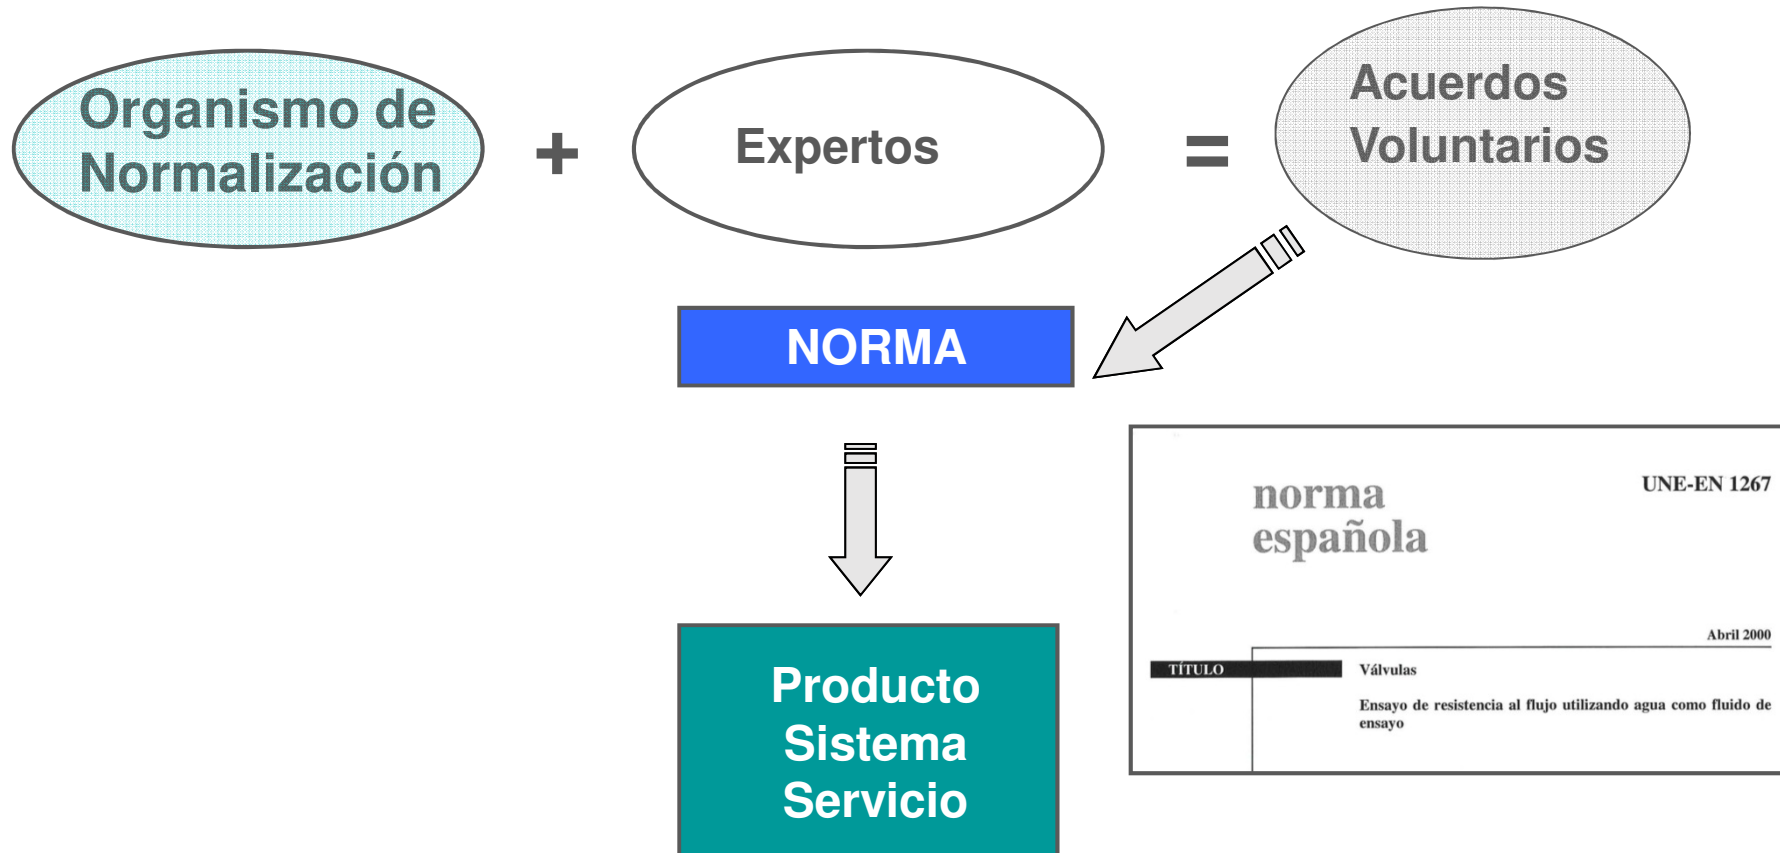 Organismo de
Normalización
+
Expertos
=
Acuerdos
Voluntarios
NORMA
Producto
Sistema
Servicio
norma
española
UNE-EN 1267
Abril 2000
TÍTULO
Válvulas
Ensayo de resistencia al flujo utilizando agua como fluido de
ensayo